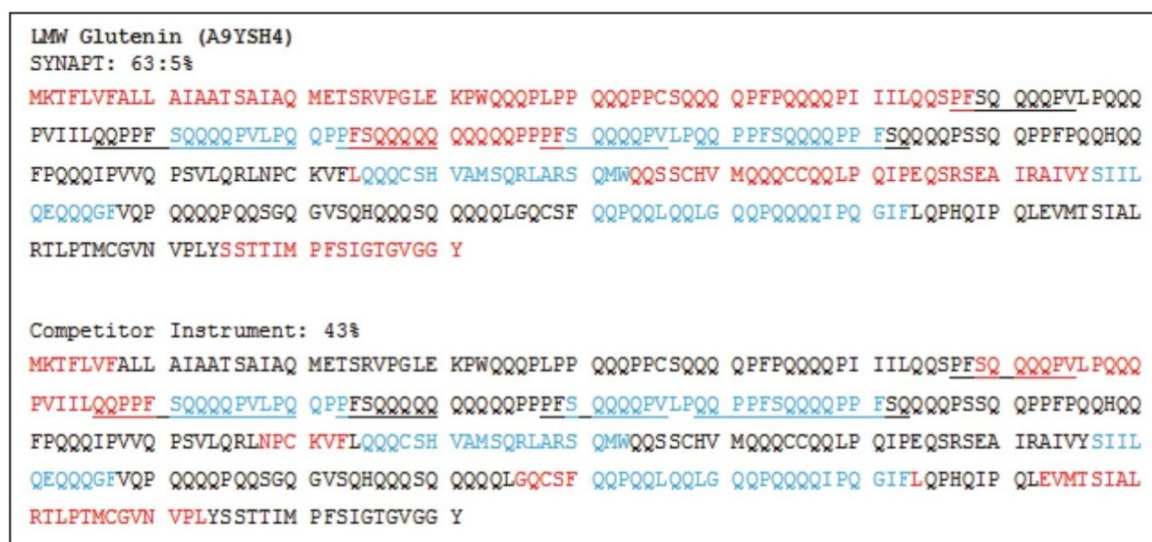 LMW Glutenin (A9YSH4)
SYNAPT: 63:5%
MKTFLVFALL AIAATSAIAQ METSRVPGLE KPWQQQPLPP QQQPPCSQQQ QPFPQQQQPI IILQQSPFSQ QQQQPVLPQQQ
PVIILQQPPF SQQQQPVLPQ QPPFSQQQQQ QQQQQPPPFS QQQQPVLPQQ PPFSQQQQPP FSQQQQPSSQ QPPFPQQHQQ
FPQQQIPVVQ PSVLQRLNPC KVFLQQQCSH VAMSQRLARS QMWQQSSCHV MQQQCCQQLP QIPEQSRSEA IRAIVYSIIL
QEQQQGFVQP QQQQPQQSGQ GVSQHQQQSQ QQQQLGQCSF QQPQQLQQLG QQPQQQQIPQ GIFLQPHQIP QLEVMTSIAL
RTLPTMCGVN VPLYSSTTIM PFSIGTGVGG Y
Competitor Instrument: 43%
MKTFLVFALL AIAATSAIAQ METSRVPGLE KPWQQQPLPP QQQPPCSQQQ QPFPQQQQPI IILQQSPFSQ QQQQPVLPQQQ
PVIILQQPPF SQQQQPVLPQ QPPFSQQQQQ QQQQQPPPFS QQQQPVLPQQ PPFSQQQQPP FSQQQQPSSQ QPPFPQQHQQ
FPQQQIPVVQ PSVLQRLNPC KVFLQQQCSH VAMSQRLARS QMWQQSSCHV MQQQCCQQLP QIPEQSRSEA IRAIVYSIIL
QEQQQGFVQP QQQQPQQSGQ GVSQHQQQSQ QQQQLGQCSF QQPQQLQQLG QQPQQQQIPQ GIFLQPHQIP QLEVMTSIAL
RTLPTMCGVN VPLYSSTTIM PFSIGTGVGG Y